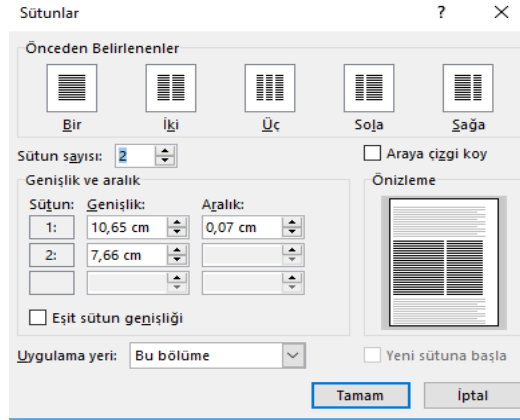 Sütunlar ? ×
Önceden Belirlenenler
Bir İki Üç Sola Sağa
Sütun sayısı: 2 Araya çizgi koy
Genişlik ve aralık Önizleme
Sütun: Genişlik: Aralık:
1: 10,65 cm 0,07 cm
2: 7,66 cm
Eşit sütun genişliği
Uygulama yeri: Bu bölüme Yeni sütuna başla
Tamam İptal